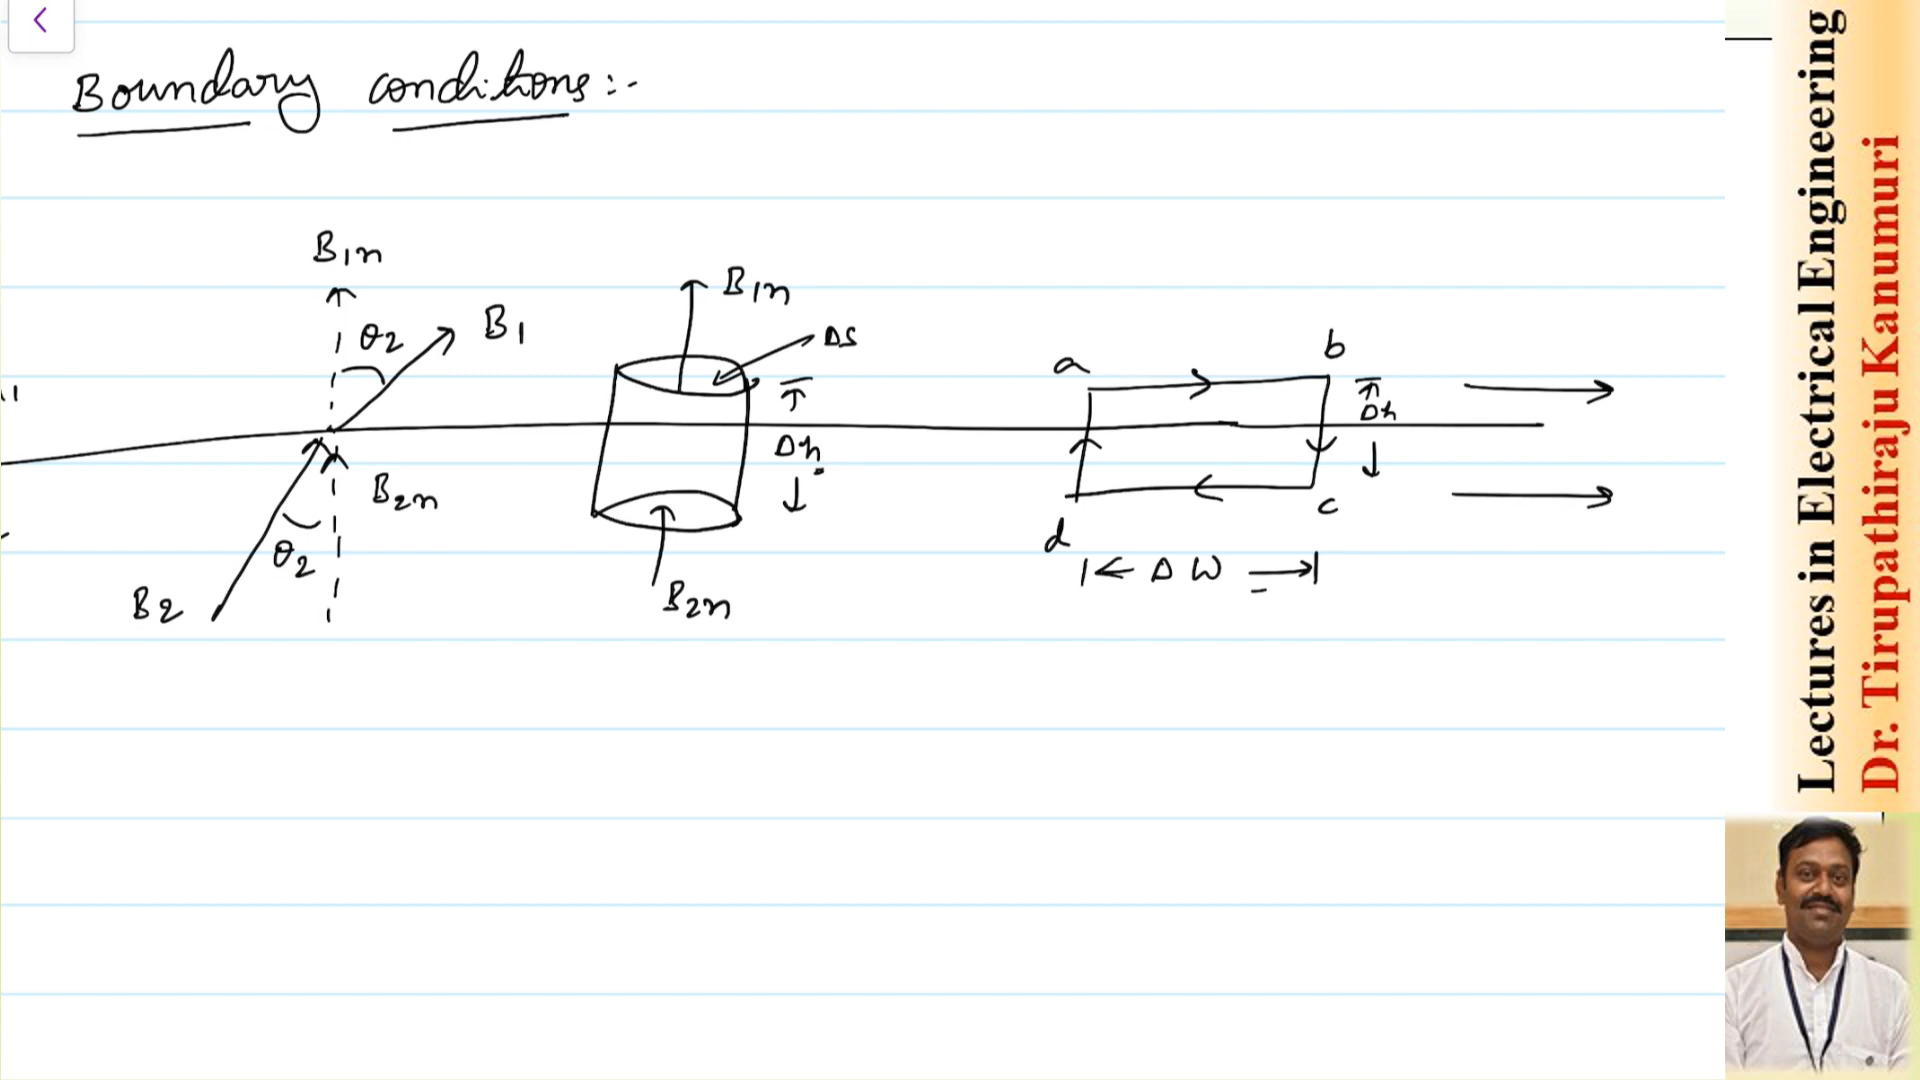 Boundary conditions:-
B1n
θ2
B1
B2n
θ2
B2
B1n
ΔS
Δh
B2n
a
b
Δh
c
d
ΔW
Lectures in Electrical Engineering
Dr. Tirupathiraju Kanumuri